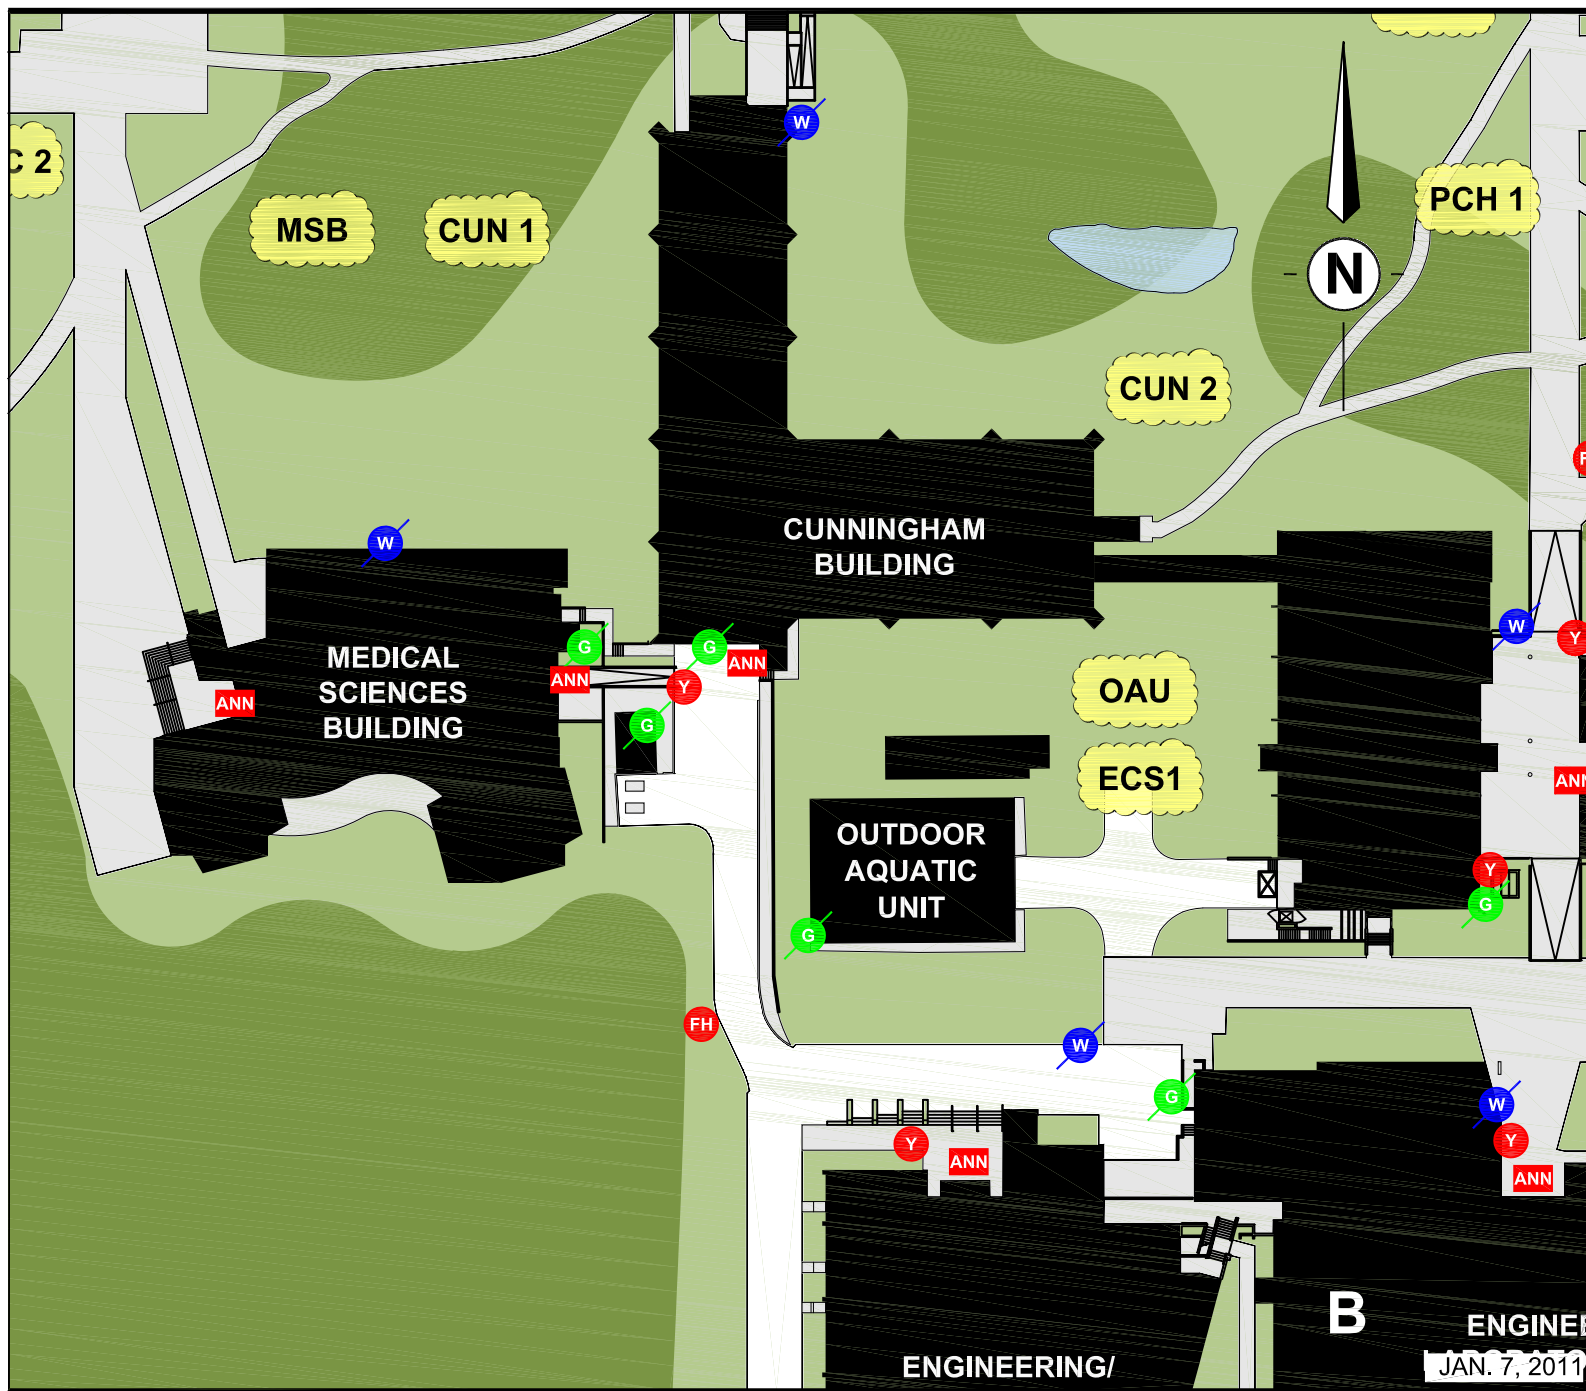 W
C 2
MSB
CUN 1
PCH 1
N
CUN 2
CUNNINGHAM
BUILDING
W
W
Y
G
G
MEDICAL
SCIENCES
BUILDING
ANN
ANN
Y
ANN
G
OAU
ECS1
ANN
OUTDOOR
AQUATIC
UNIT
Y
G
G
FH
W
G
W
Y
ANN
Y
ANN
B
ENGINEE
ENGINEERING/
JAN. 7, 2011